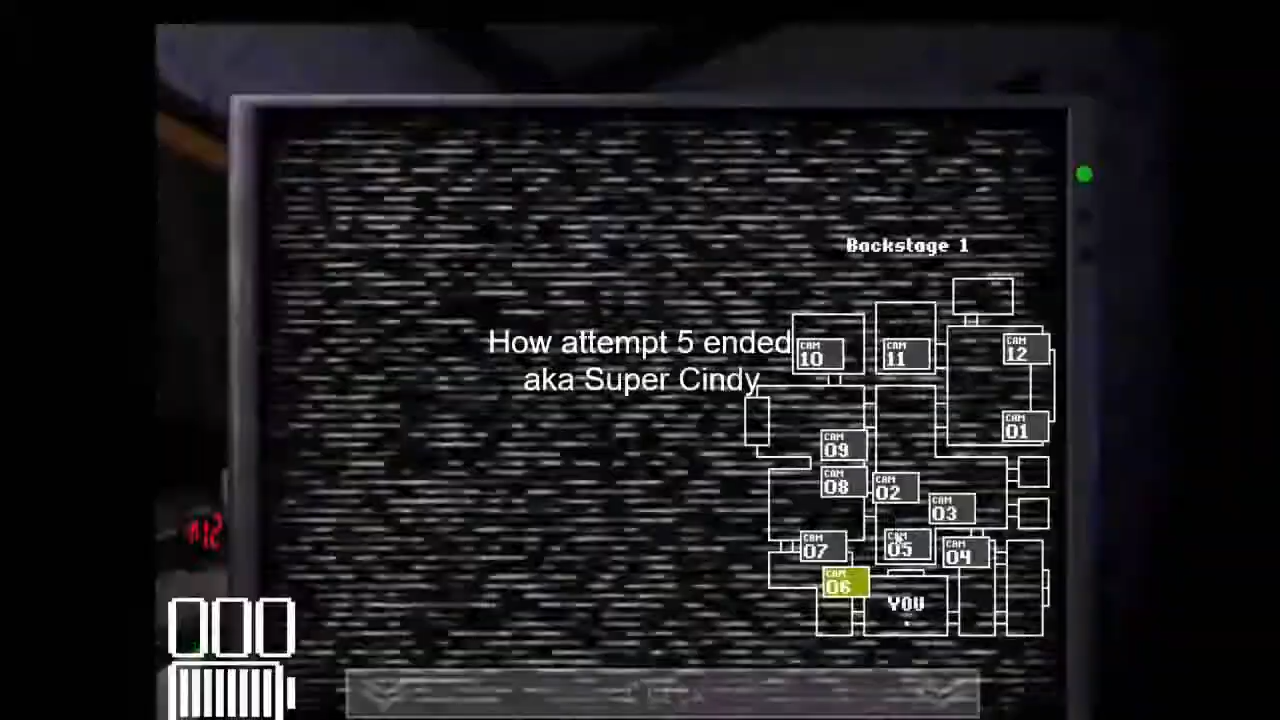 Backstage 1
How attempt 5 ended
aka Super Cindy
CAM
10
CAM
11
CAM
12
CAM
01
CAM
09
CAM
08
CAM
02
CAM
03
CAM
07
CAM
05
CAM
04
CAM
06
YOU